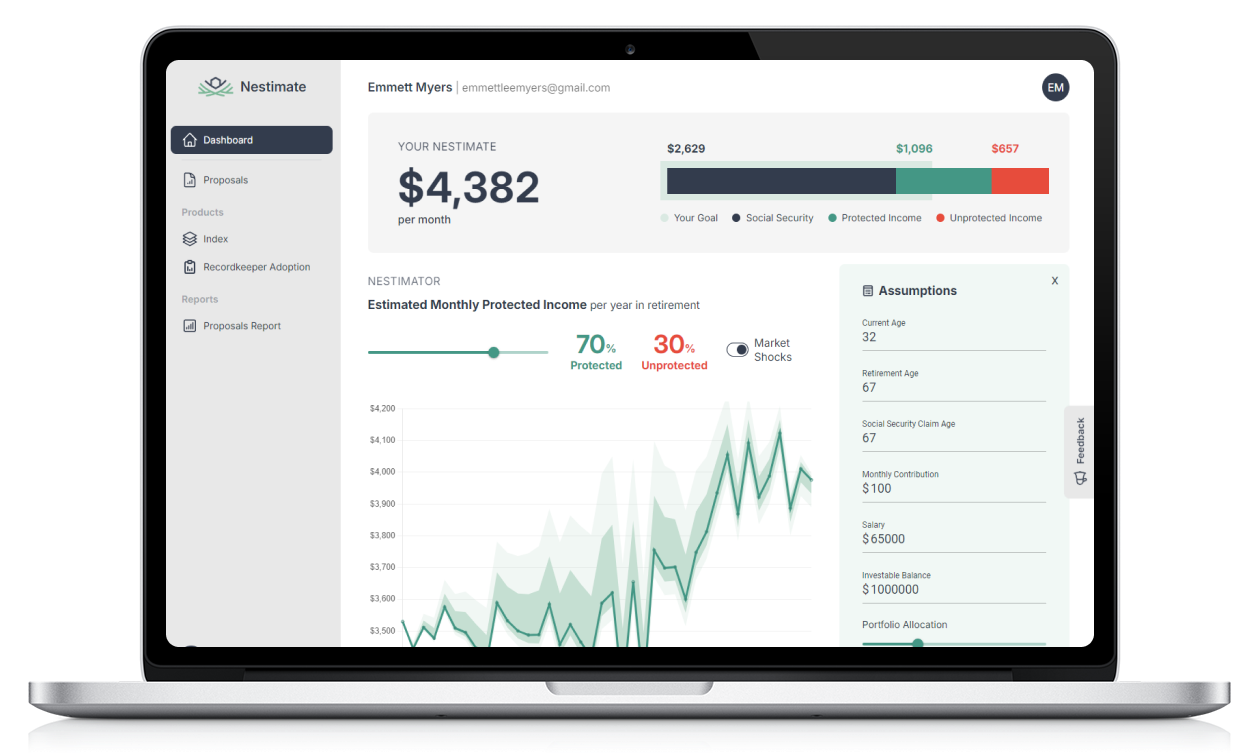 Nestimate
Dashboard
Proposals
Products
Index
Recordkeeper Adoption
Reports
Proposals Report
Emmett Myers | emmettleemyers@gmail.com
EM
YOUR NESTIMATE
$4,382
per month
$2,629 $1,096 $657
Your Goal Social Security Protected Income Unprotected Income
NESTIMATOR
Estimated Monthly Protected Income per year in retirement
70% Protected
30% Unprotected
Market
Shocks
$4,200
$4,100
$4,000
$3,900
$3,800
$3,700
$3,600
$3,500
Assumptions
X
Current Age
32
Retirement Age
67
Social Security Claim Age
67
Monthly Contribution
$100
Salary
$65000
Investable Balance
$1000000
Portfolio Allocation
Feedback